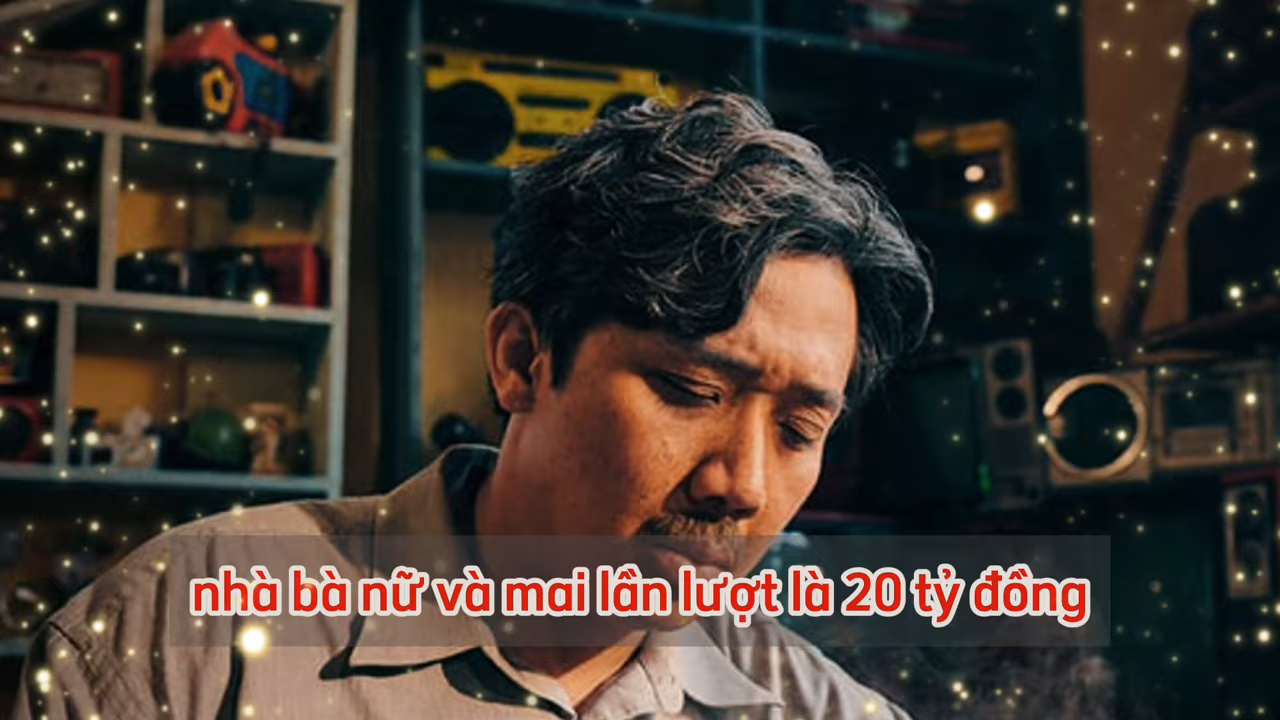 nhà bà nữ và mai lần lượt là 20 tỷ đồng